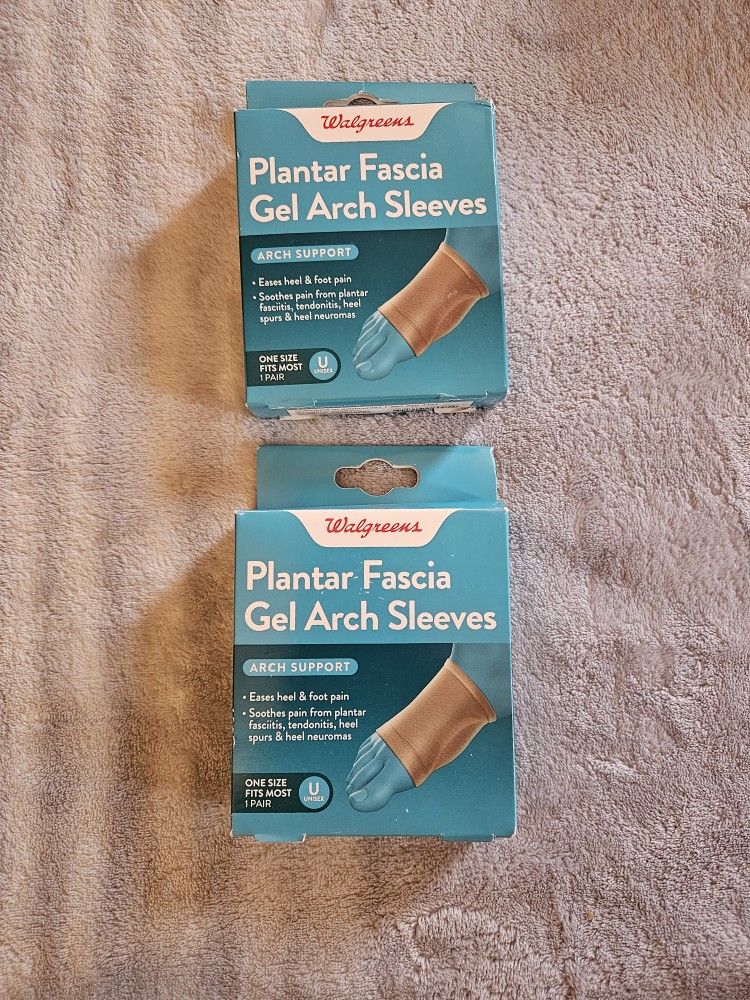 Walgreens
Plantar Fascia
Gel Arch Sleeves
ARCH SUPPORT
• Eases heel & foot pain
• Soothes pain from plantar
fasciitis, tendonitis, heel
spurs & heel neuromas
ONE SIZE
FITS MOST
1 PAIR
U
UNISEX
Walgreens
Plantar Fascia
Gel Arch Sleeves
ARCH SUPPORT
• Eases heel & foot pain
• Soothes pain from plantar
fasciitis, tendonitis, heel
spurs & heel neuromas
ONE SIZE
FITS MOST
1 PAIR
U
UNISEX